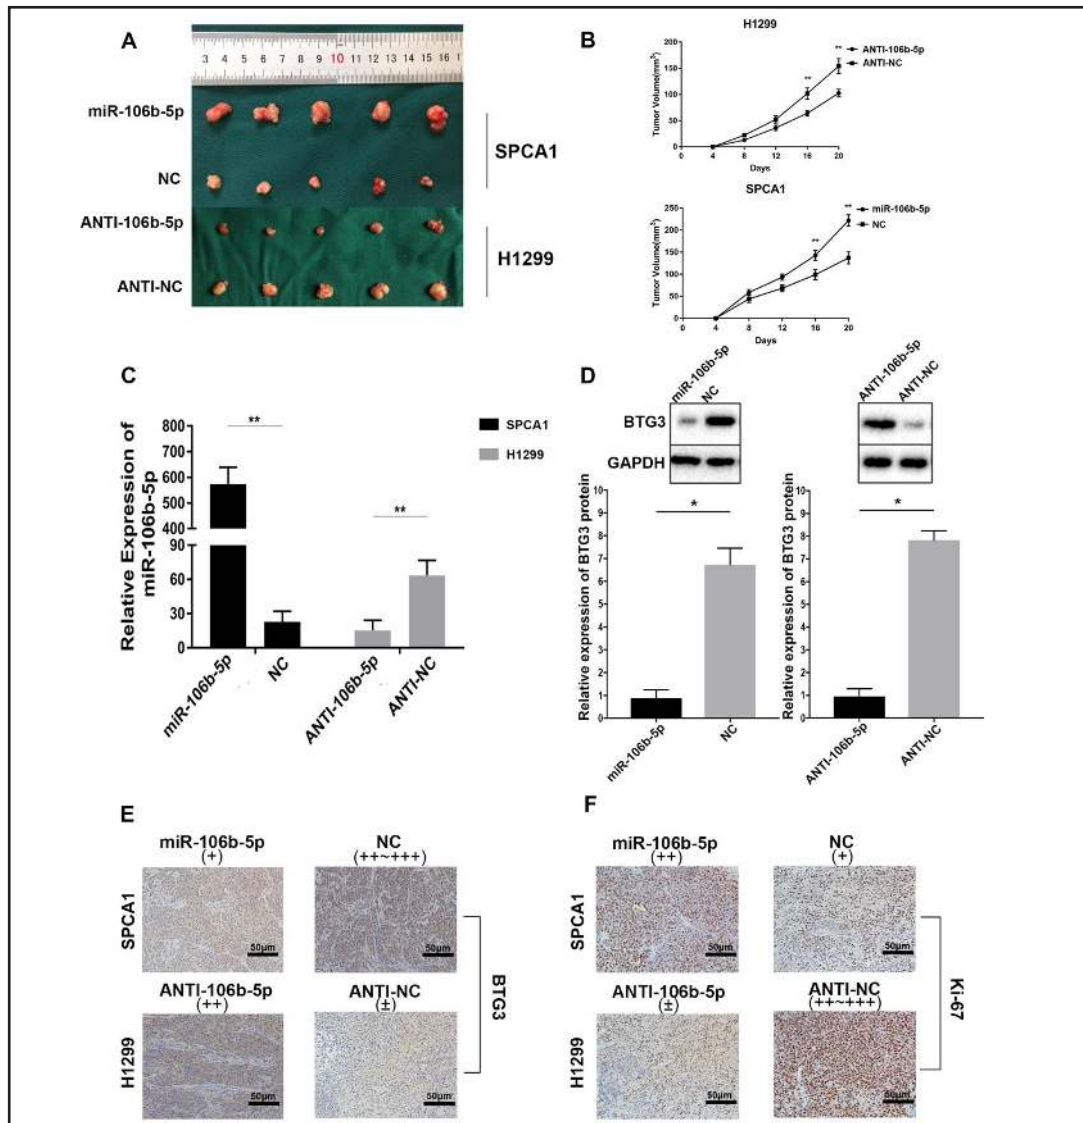 A
3 4 5 6 7 8 9 10 11 12 13 14 15 16 1
miR-106b-5p
NC
SPCA1
ANTI-106b-5p
ANTI-NC
H1299
B
H1299
Tumor Volume(mm³)
200
150
100
50
0
0 4 8 12 16 20
Days
** **
ANTI-106b-5p
ANTI-NC
SPCA1
Tumor Volume(mm³)
250
200
150
100
50
0
0 4 8 12 16 20
Days
** **
miR-106b-5p
NC
C
Relative Expression of
miR-106b-5p
800
700
600
500
400
90
60
30
0
**
**
SPCA1
H1299
miR-106b-5p
NC
ANTI-106b-5p
ANTI-NC
D
miR-106b-5p
NC
BTG3
GAPDH
Relative expression of BTG3 protein
10
9
8
7
6
5
4
3
2
1
0
*
miR-106b-5p
NC
ANTI-106b-5p
ANTI-NC
Relative expression of BTG3 protein
10
9
8
7
6
5
4
3
2
1
0
*
ANTI-106b-5p
ANTI-NC
E
miR-106b-5p
(+)
NC
(++~+++)
SPCA1
50μm
50μm
ANTI-106b-5p
(++)
ANTI-NC
(±)
H1299
50μm
50μm
BTG3
F
miR-106b-5p
(++)
NC
(+)
SPCA1
50μm
50μm
ANTI-106b-5p
(±)
ANTI-NC
(++~+++)
H1299
50μm
50μm
Ki-67